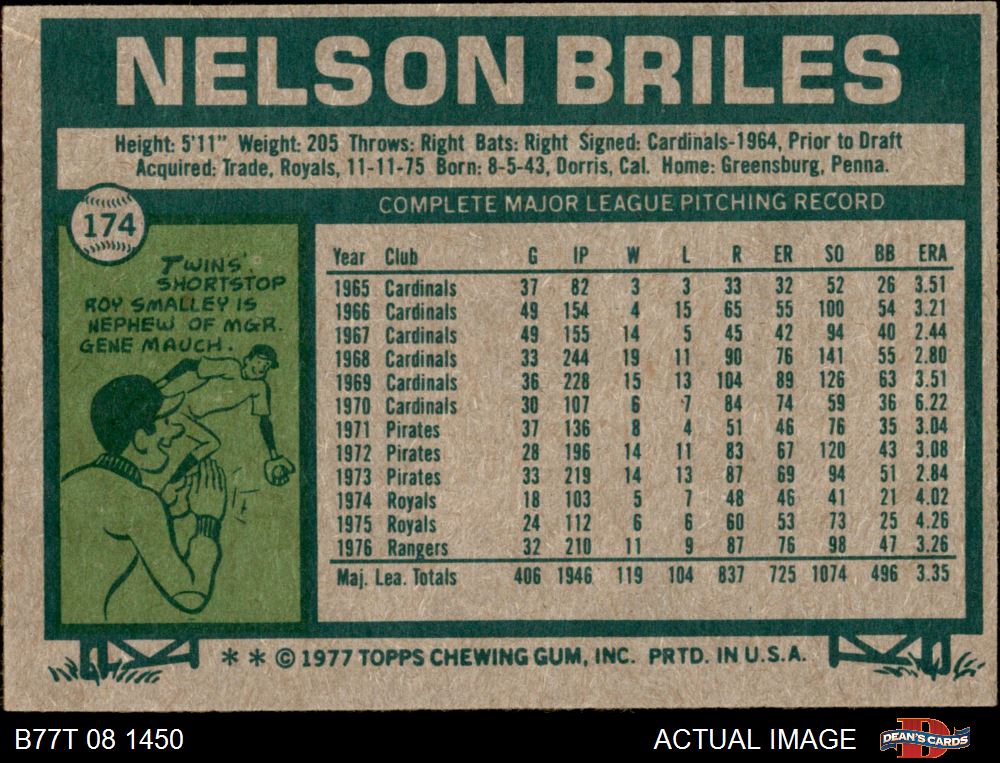 NELSON BRILES
Height: 5'11" Weight: 205 Throws: Right Bats: Right Signed: Cardinals-1964, Prior to Draft
Acquired: Trade, Royals, 11-11-75 Born: 8-5-43, Dorris, Cal. Home: Greensburg, Penna.
174
TWINS'
SHORTSTOP
ROY SMALLEY IS
NEPHEW OF MGR.
GENE MAUCH.
COMPLETE MAJOR LEAGUE PITCHING RECORD
Year Club G IP W L R ER SO BB ERA
1965 Cardinals 37 82 3 3 33 32 52 26 3.51
1966 Cardinals 49 154 4 15 65 55 100 54 3.21
1967 Cardinals 49 155 14 5 45 42 94 40 2.44
1968 Cardinals 33 244 19 11 90 76 141 55 2.80
1969 Cardinals 36 228 15 13 104 89 126 63 3.51
1970 Cardinals 30 107 6 7 84 74 59 36 6.22
1971 Pirates 37 136 8 4 51 46 76 35 3.04
1972 Pirates 28 196 14 11 83 67 120 43 3.08
1973 Pirates 33 219 14 13 87 69 94 51 2.84
1974 Royals 18 103 5 7 48 46 41 21 4.02
1975 Royals 24 112 6 6 60 53 73 25 4.26
1976 Rangers 32 210 11 9 87 76 98 47 3.26
Maj. Lea. Totals 406 1946 119 104 837 725 1074 496 3.35
* * © 1977 TOPPS CHEWING GUM, INC. PRTD. IN U.S.A.
B77T 08 1450
ACTUAL IMAGE
D
DEAN'S CARDS